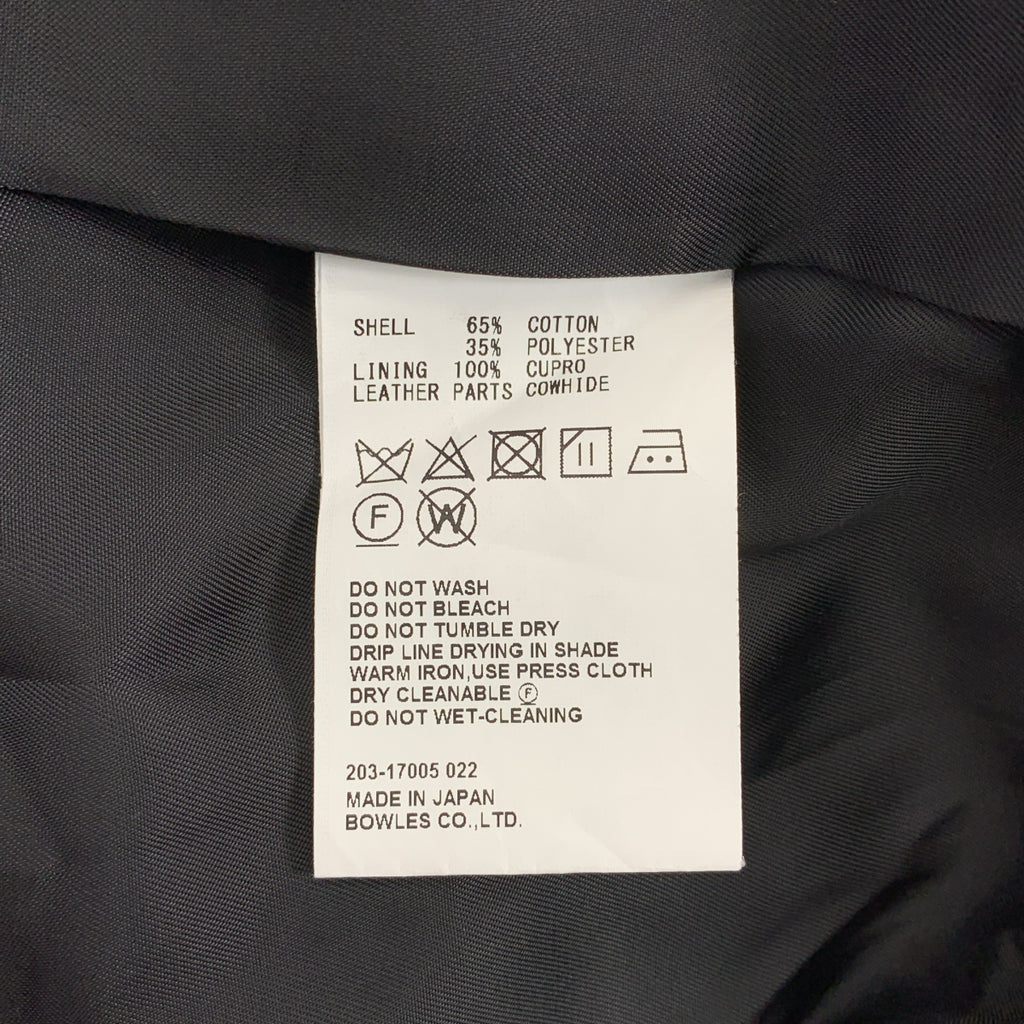 SHELL 65% COTTON
35% POLYESTER
LINING 100% CUPRO
LEATHER PARTS COWHIDE
F W
DO NOT WASH
DO NOT BLEACH
DO NOT TUMBLE DRY
DRIP LINE DRYING IN SHADE
WARM IRON,USE PRESS CLOTH
DRY CLEANABLE Ⓕ
DO NOT WET-CLEANING
203-17005 022
MADE IN JAPAN
BOWLES CO.,LTD.